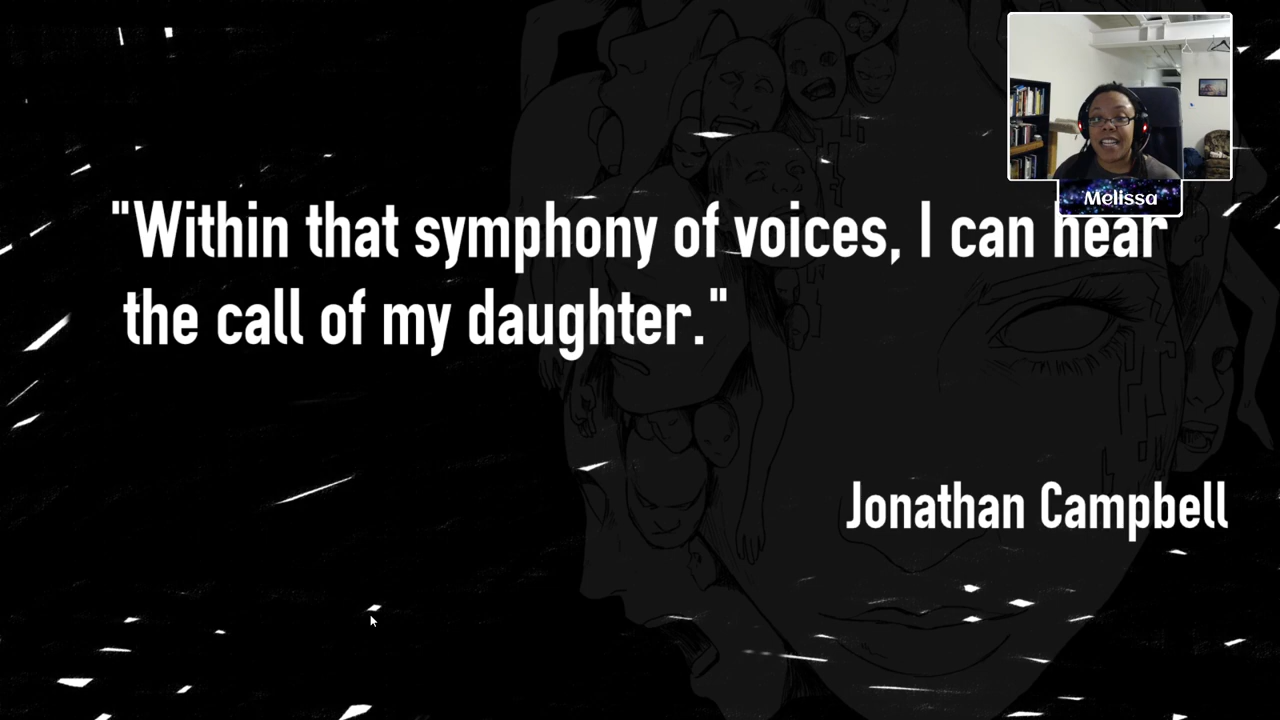 Melissa
"Within that symphony of voices, I can hear
the call of my daughter."
Jonathan Campbell